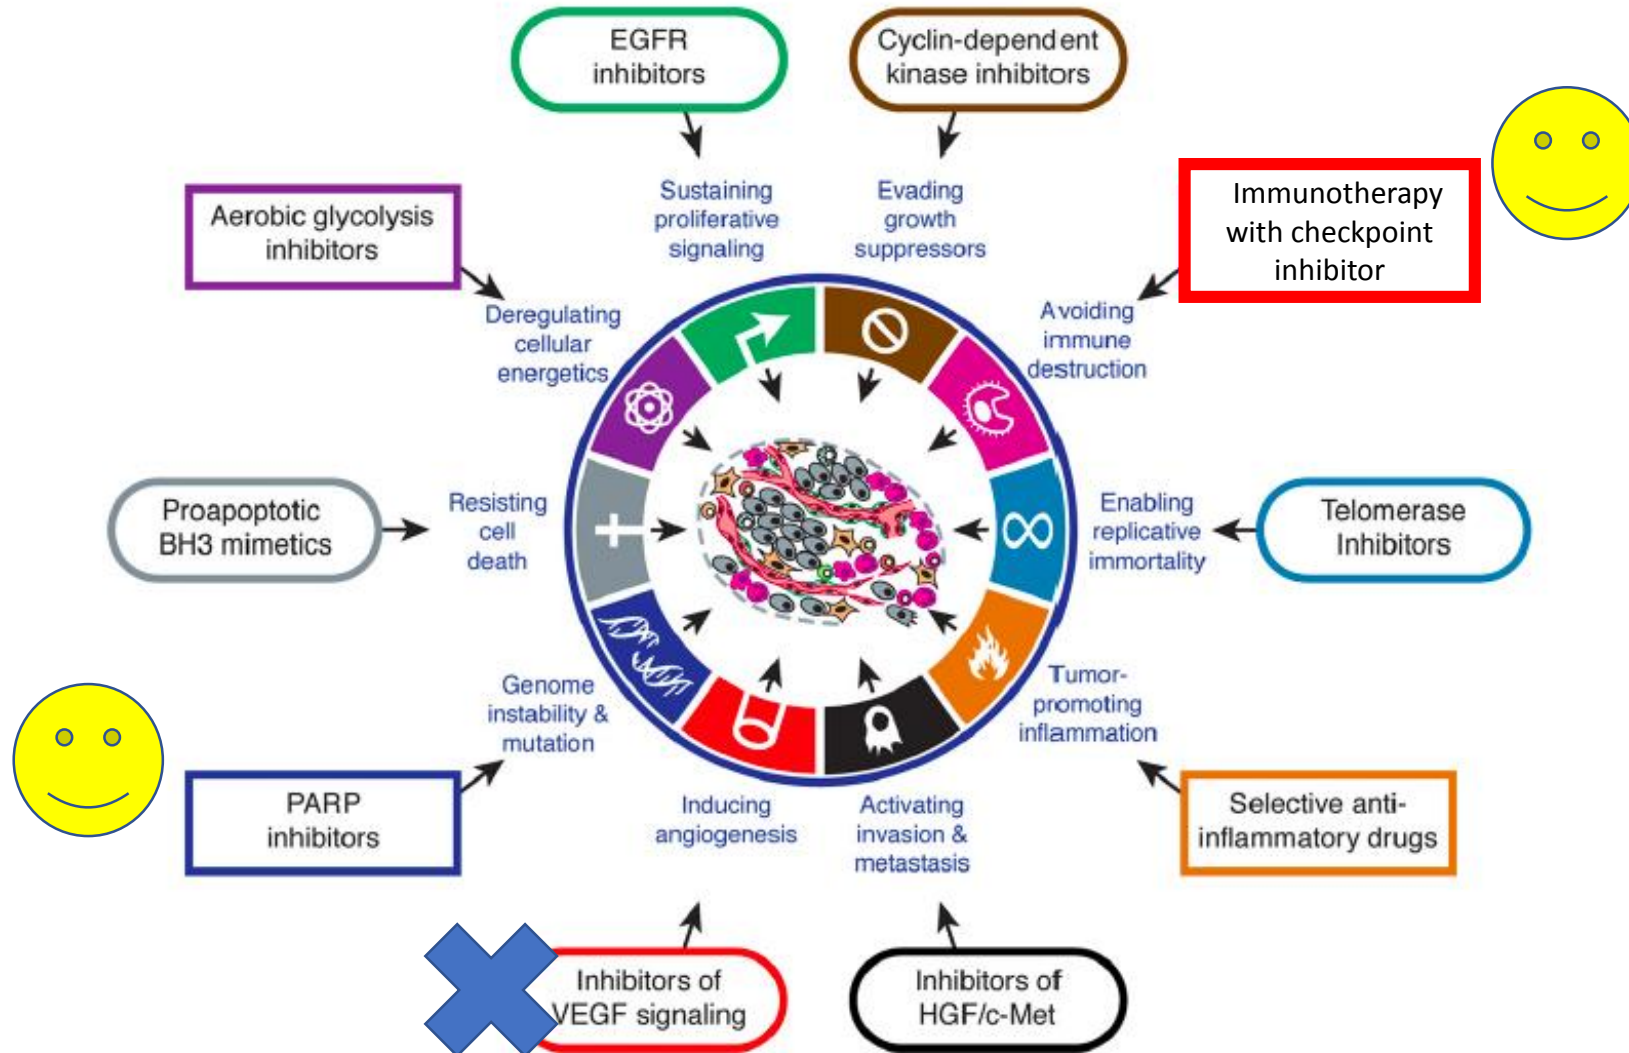 EGFR
inhibitors
Cyclin-dependent
kinase inhibitors
Sustaining
proliferative
signaling
Evading
growth
suppressors
Immunotherapy
with checkpoint
inhibitor
Aerobic glycolysis
inhibitors
Deregulating
cellular
energetics
Avoiding
immune
destruction
Proapoptotic
BH3 mimetics
Resisting
cell
death
Enabling
replicative
immortality
Telomerase
Inhibitors
Genome
instability &
mutation
Tumor-
promoting
inflammation
PARP
inhibitors
Inducing
angiogenesis
Activating
invasion &
metastasis
Selective anti-
inflammatory drugs
Inhibitors of
VEGF signaling
Inhibitors of
HGF/c-Met